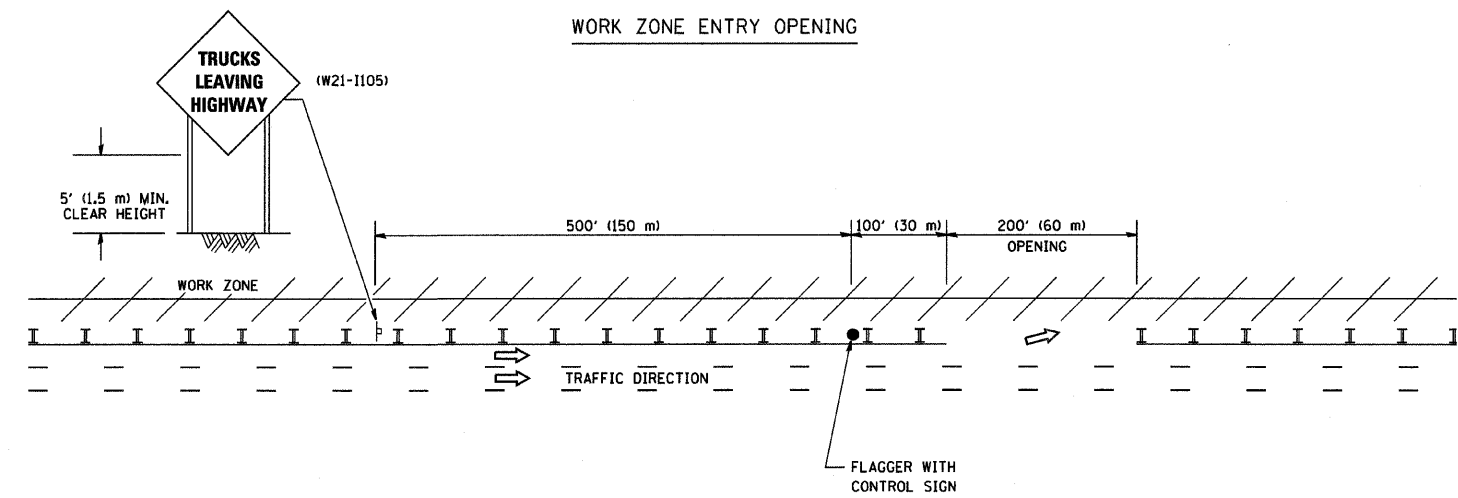 WORK ZONE ENTRY OPENING
TRUCKS
LEAVING
HIGHWAY
(W21-I105)
5' (1.5 m) MIN.
CLEAR HEIGHT
500' (150 m)
100' (30 m)
200' (60 m)
OPENING
WORK ZONE
TRAFFIC DIRECTION
FLAGGER WITH
CONTROL SIGN